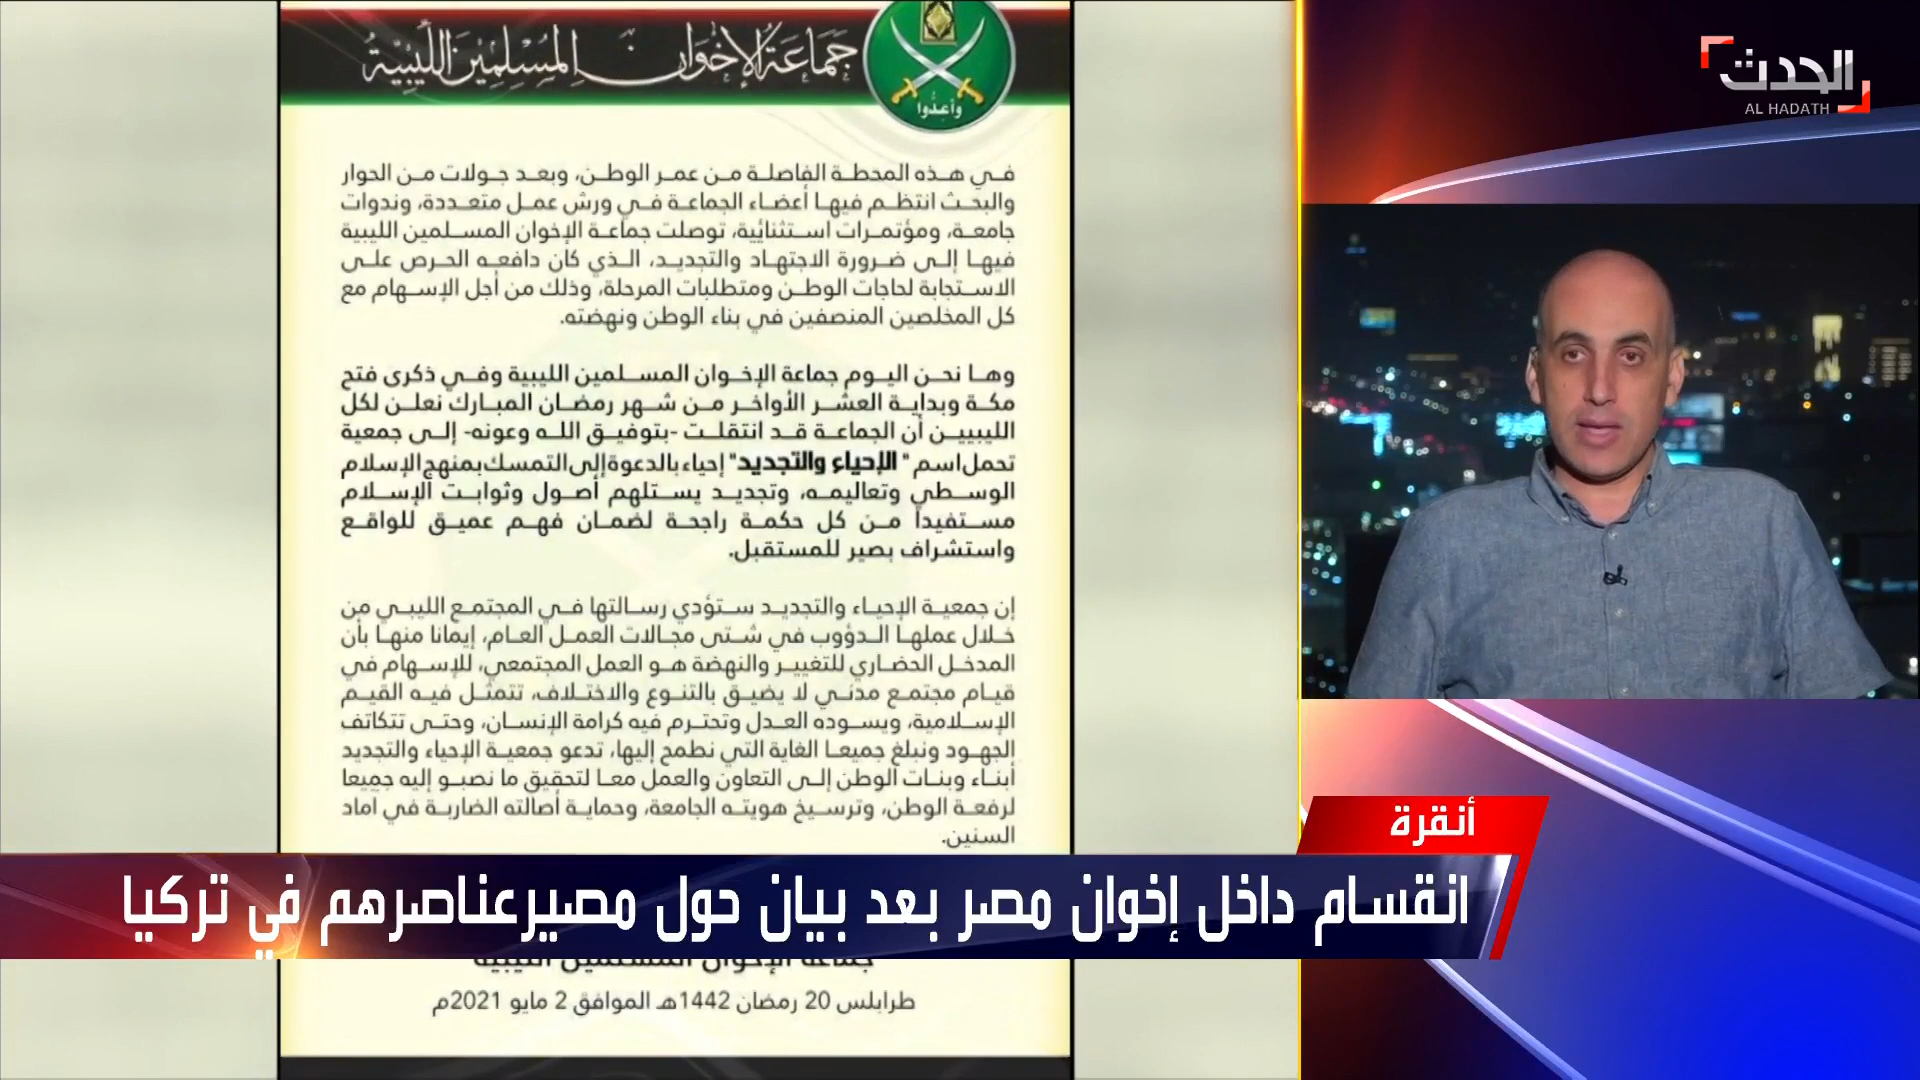 جماعة الإخوان المسلمين الليبية
وأعدوا
في هذه المحطة الفاصلة من عمر الوطن، وبعد جولات من الحوار
والبحث انتظم فيها أعضاء الجماعة في ورش عمل متعددة، وندوات
جامعة، ومؤتمرات استثنائية، توصلت جماعة الإخوان المسلمين الليبية
فيها إلى ضرورة الاجتهاد والتجديد، الذي كان دافعه الحرص على
الاستجابة لحاجات الوطن ومتطلبات المرحلة، وذلك من أجل الإسهام مع
كل المخلصين المنصفين في بناء الوطن ونهضته.
وها نحن اليوم جماعة الإخوان المسلمين الليبية وفي ذكرى فتح
مكة وبداية العشر الأواخر من شهر رمضان المبارك نعلن لكل
الليبيين أن الجماعة قد انتقلت -بتوفيق الله وعونه- إلى جمعية
تحمل اسم " الإحياء والتجديد" إحياء بالدعوة إلى التمسك بمنهج الإسلام
الوسطي وتعاليمه، وتجديد يستلهم أصول وثوابت الإسلام
مستفيداً من كل حكمة راجحة لضمان فهم عميق للواقع
واستشراف بصير للمستقبل.
إن جمعية الإحياء والتجديد ستؤدي رسالتها في المجتمع الليبي من
خلال عملها الدؤوب في شتى مجالات العمل العام، إيمانا منها بأن
المدخل الحضاري للتغيير والنهضة هو العمل المجتمعي، للإسهام في
قيام مجتمع مدني لا يضيق بالتنوع والاختلاف، تتمثل فيه القيم
الإسلامية، ويسوده العدل وتحترم فيه كرامة الإنسان، وحتى تتكاتف
الجهود ونبلغ جميعا الغاية التي نطمح إليها، تدعو جمعية الإحياء والتجديد
أبناء وبنات الوطن إلى التعاون والعمل معا لتحقيق ما نصبو إليه جميعا
لرفعة الوطن، وترسيخ هويته الجامعة، وحماية أصالته الضاربة في آماد
السنين.
جماعة الإخوان المسلمين الليبية
طرابلس 20 رمضان 1442هـ الموافق 2 مايو 2021م
الحدث
AL HADATH
أنقرة
انقسام داخل إخوان مصر بعد بيان حول مصيرعناصرهم في تركيا